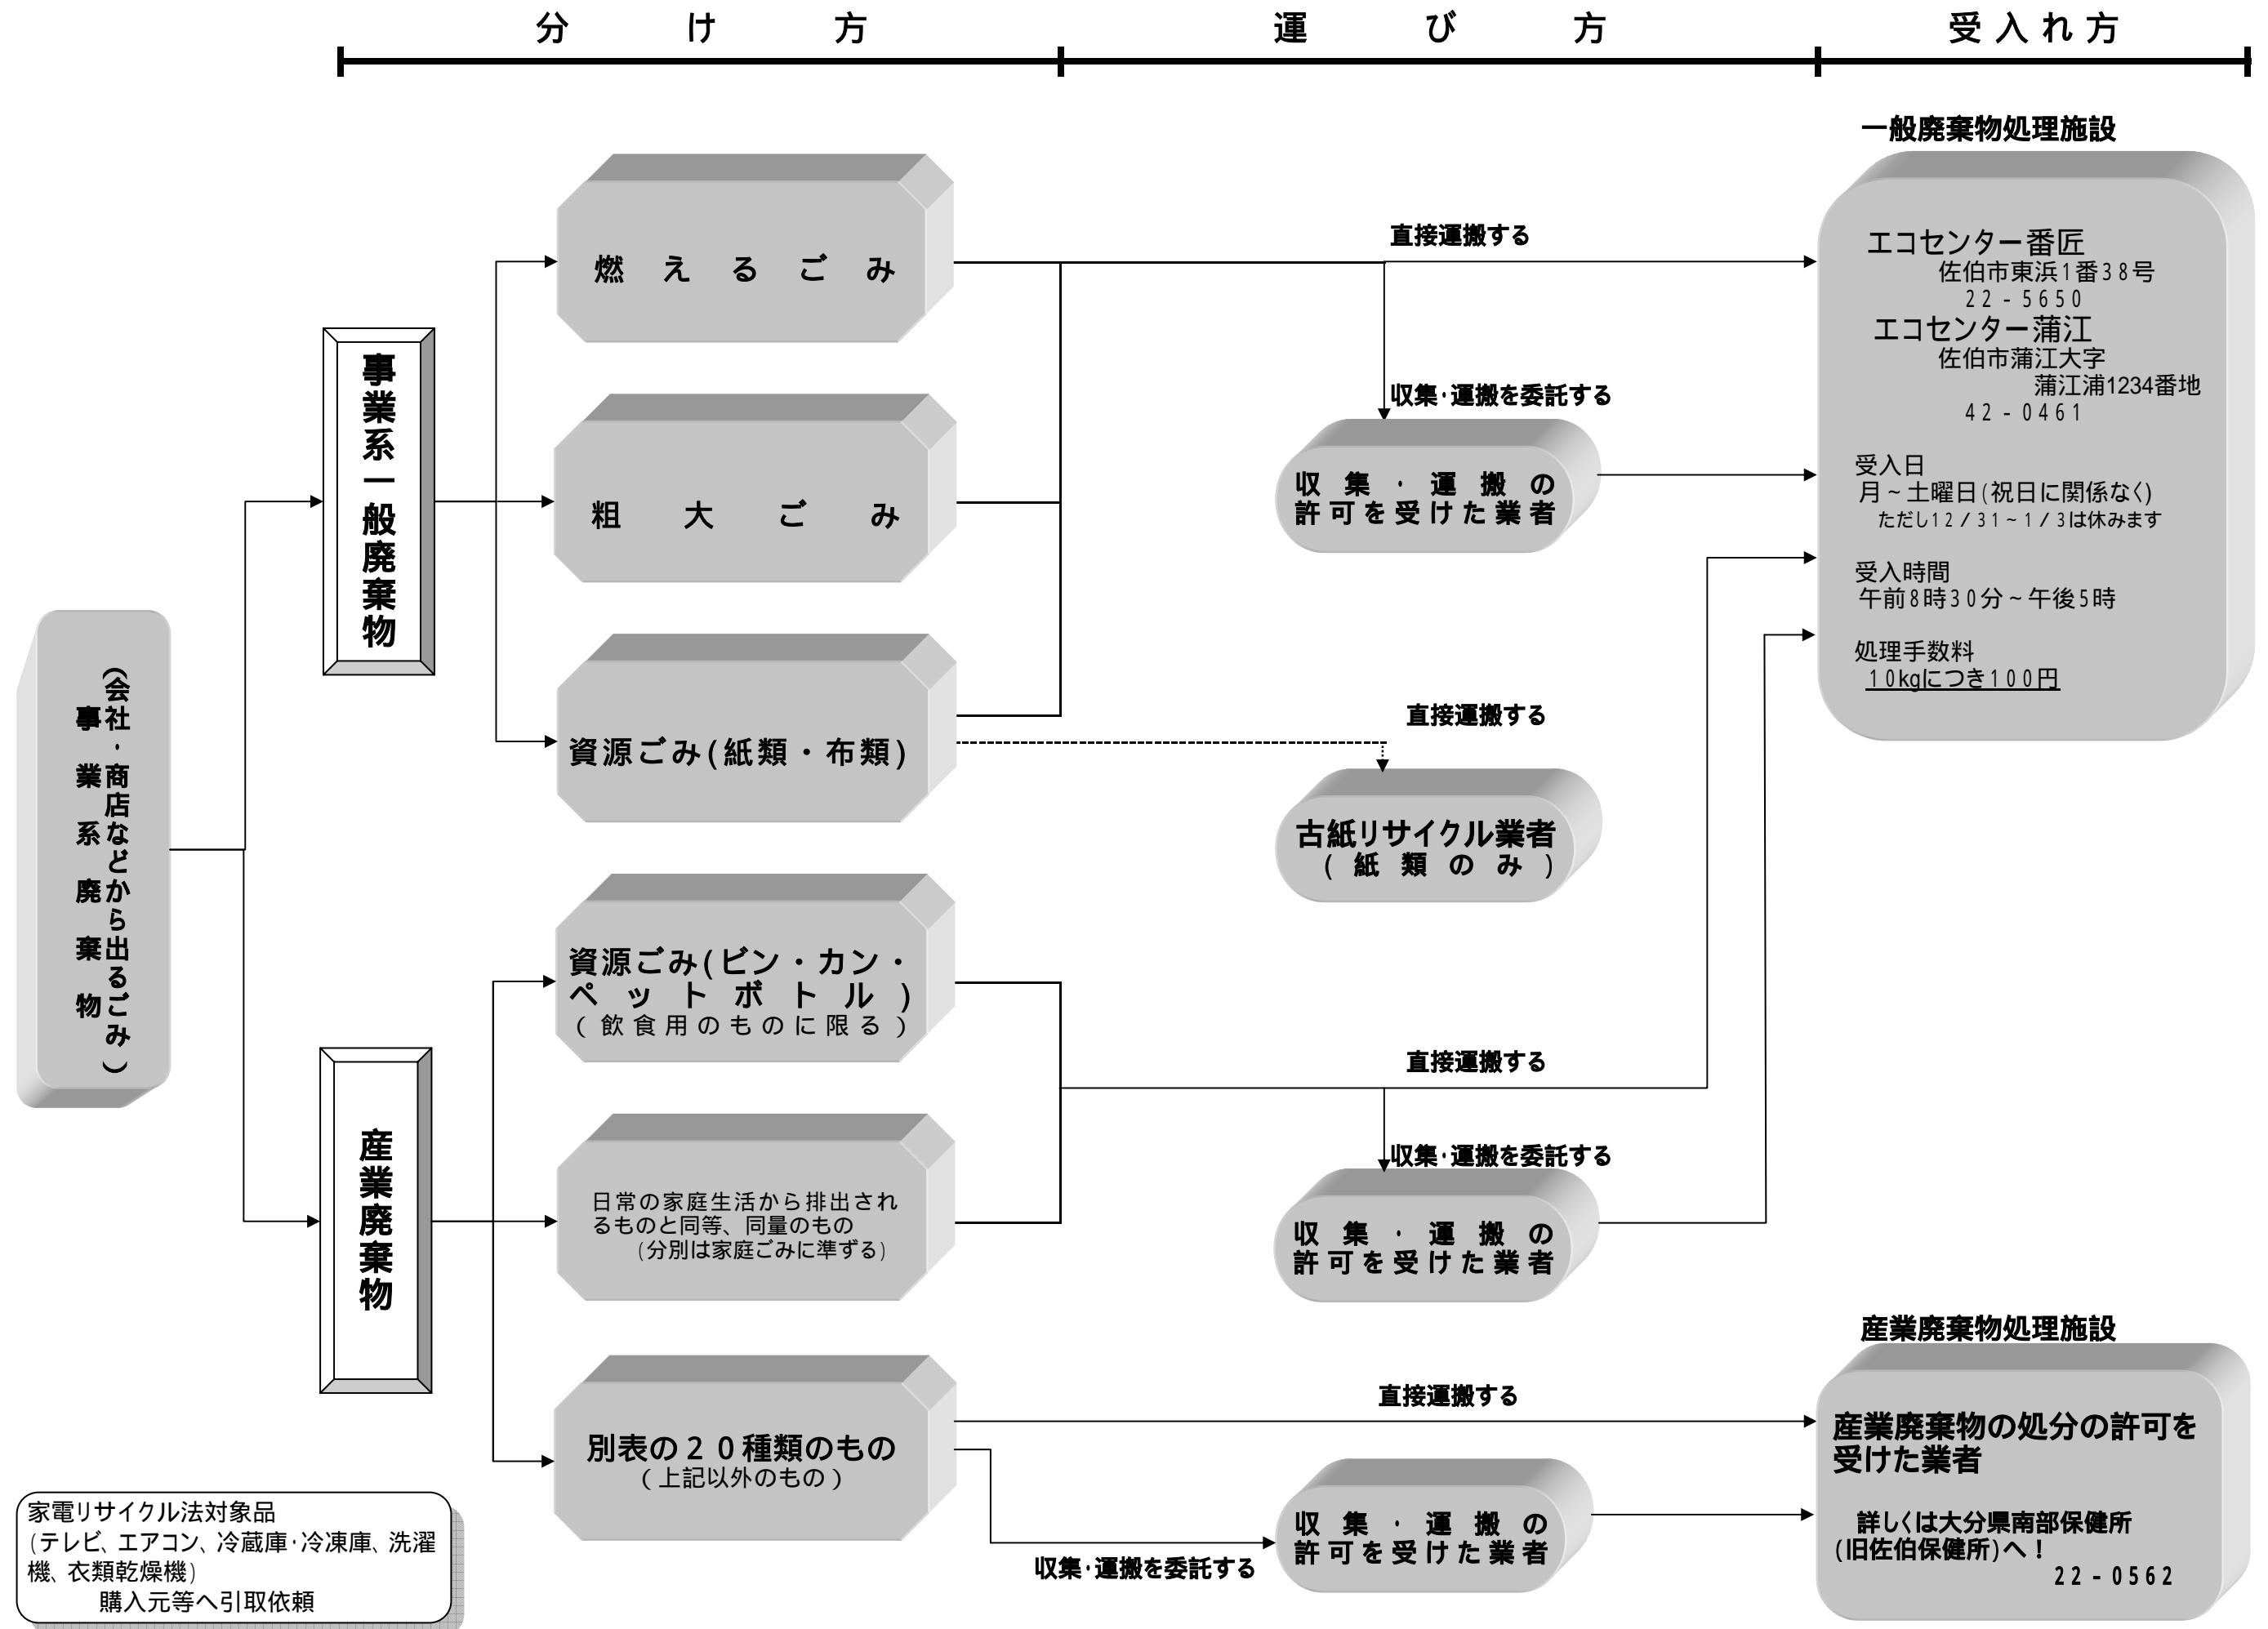 分け方
運び方
受入れ方
事業系廃棄物
(会社・商店などから出るごみ)
事業系一般廃棄物
産業廃棄物
燃えるごみ
粗大ごみ
資源ごみ(紙類・布類)
資源ごみ(ビン・カン・
ペットボトル)
(飲食用のものに限る)
日常の家庭生活から排出され
るものと同等、同量のもの
(分別は家庭ごみに準ずる)
別表の20種類のもの
(上記以外のもの)
直接運搬する
収集・運搬を委託する
収集・運搬の
許可を受けた業者
直接運搬する
古紙リサイクル業者
(紙類のみ)
直接運搬する
収集・運搬を委託する
収集・運搬の
許可を受けた業者
直接運搬する
収集・運搬を委託する
収集・運搬の
許可を受けた業者
一般廃棄物処理施設
エコセンター番匠
佐伯市東浜1番38号
22-5650
エコセンター蒲江
佐伯市蒲江大字
蒲江浦1234番地
42-0461
受入日
月~土曜日(祝日に関係なく)
ただし12/31~1/3は休みます
受入時間
午前8時30分~午後5時
処理手数料
10kgにつき100円
産業廃棄物処理施設
産業廃棄物の処分の許可を
受けた業者
詳しくは大分県南部保健所
(旧佐伯保健所)へ!
22-0562
家電リサイクル法対象品
(テレビ、エアコン、冷蔵庫・冷凍庫、洗濯
機、衣類乾燥機)
購入元等へ引取依頼